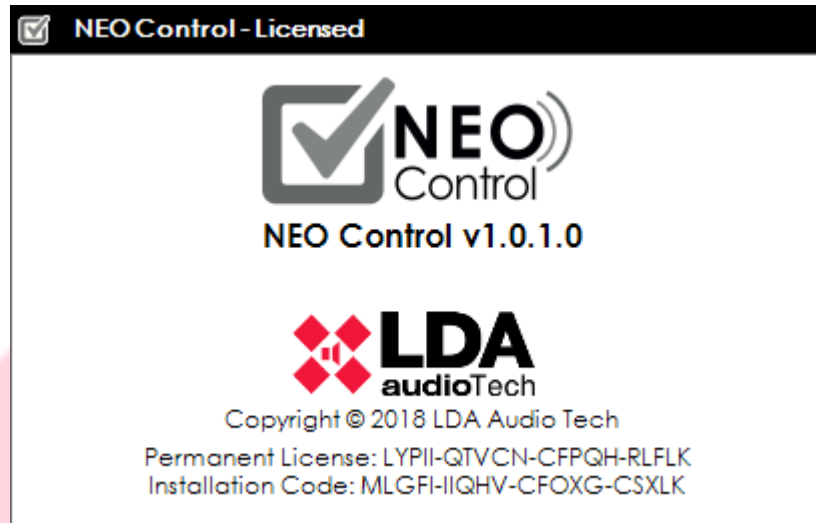 NEO Control - Licensed
NEO
Control
NEO Control v1.0.1.0
LDA
audioTech
Copyright © 2018 LDA Audio Tech
Permanent License: LYPII-QTVCN-CFPQH-RLFLK
Installation Code: MLGFI-IIQHV-CFOXG-CSXLK